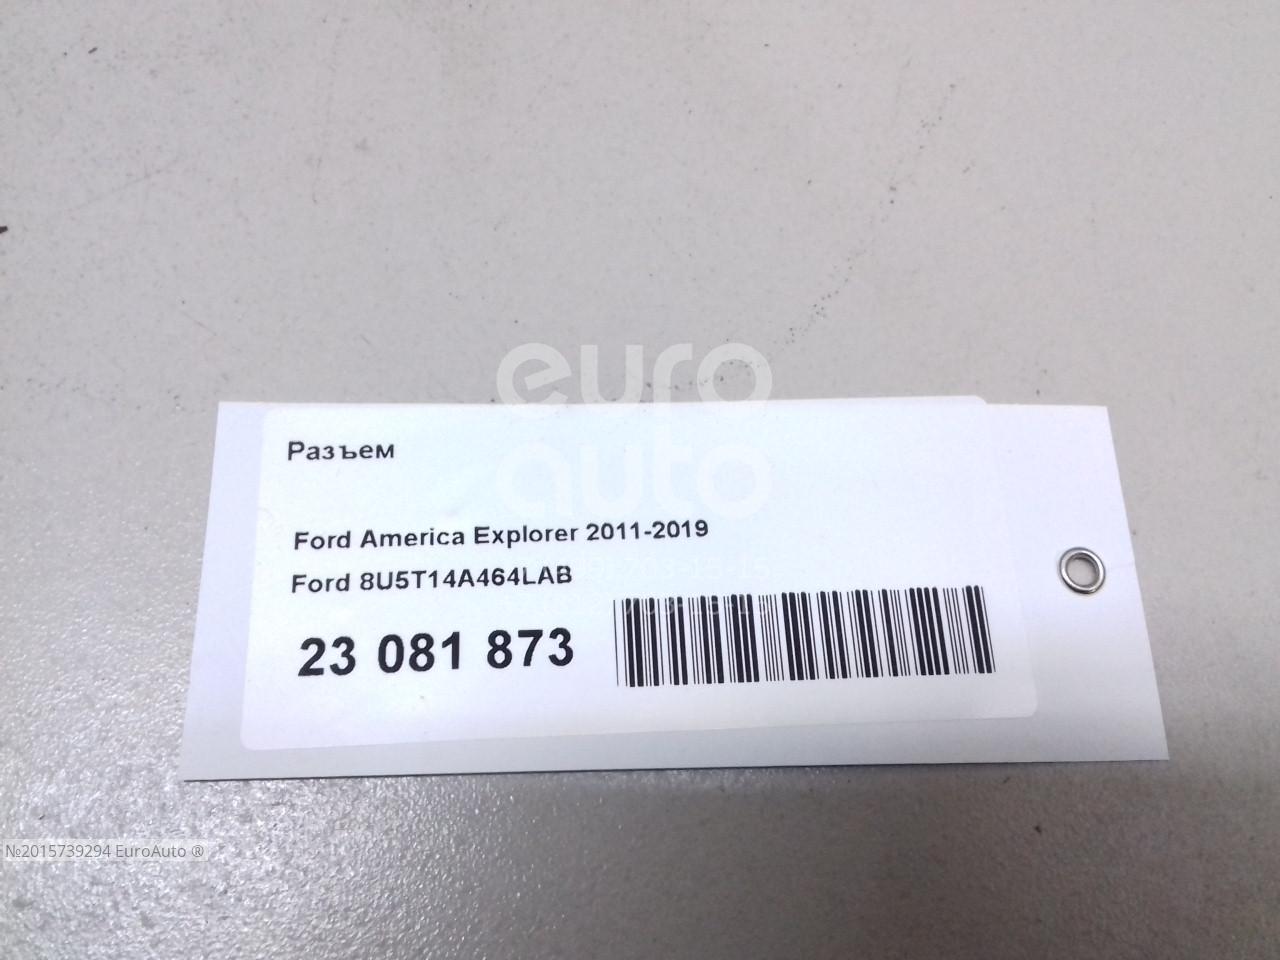 euro
auto
Разъем
Ford America Explorer 2011-2019
Ford 8U5T14A464LAB
23 081 873
№2015739294 EuroAuto ®